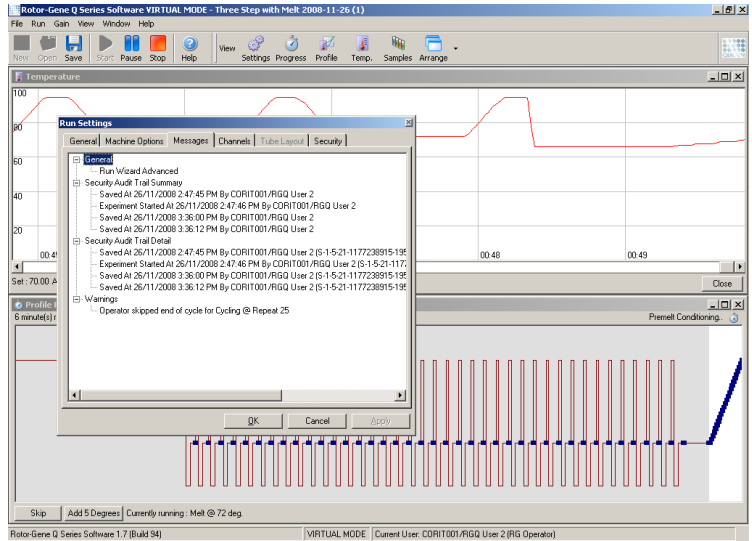 Rotor-Gene Q Series Software VIRTUAL MODE - Three Step with Melt 2008-11-26 (1)
File Run Gain View Window Help
New Open Save Start Pause Stop Help View Settings Progress Profile Temp. Samples Arrange
Temperature
100
80
60
40
20
00:48 00:49
Set : 70.00
Close
Run Settings
General Machine Options Messages Channels Tube Layout Security
General
Run Wizard Advanced
Security Audit Trail Summary
Saved At 26/11/2008 2:47:45 PM By CORIT001/RGQ User 2
Experiment Started At 26/11/2008 2:47:46 PM By CORIT001/RGQ User 2
Saved At 26/11/2008 3:36:00 PM By CORIT001/RGQ User 2
Saved At 26/11/2008 3:36:12 PM By CORIT001/RGQ User 2
Security Audit Trail Detail
Saved At 26/11/2008 2:47:45 PM By CORIT001/RGQ User 2 (S-1-5-21-1177238915-195
Experiment Started At 26/11/2008 2:47:46 PM By CORIT001/RGQ User 2 (S-1-5-21-117
Saved At 26/11/2008 3:36:00 PM By CORIT001/RGQ User 2 (S-1-5-21-1177238915-195
Saved At 26/11/2008 3:36:12 PM By CORIT001/RGQ User 2 (S-1-5-21-1177238915-195
Warnings
Operator skipped end of cycle for Cycling @ Repeat 25
OK Cancel Apply
Profile
6 minute(s)
Premelt Conditioning..
Skip Add 5 Degrees Currently running : Melt @ 72 deg.
Rotor-Gene Q Series Software 1.7 (Build 94) VIRTUAL MODE Current User: CORIT001/RGQ User 2 (RG Operator)